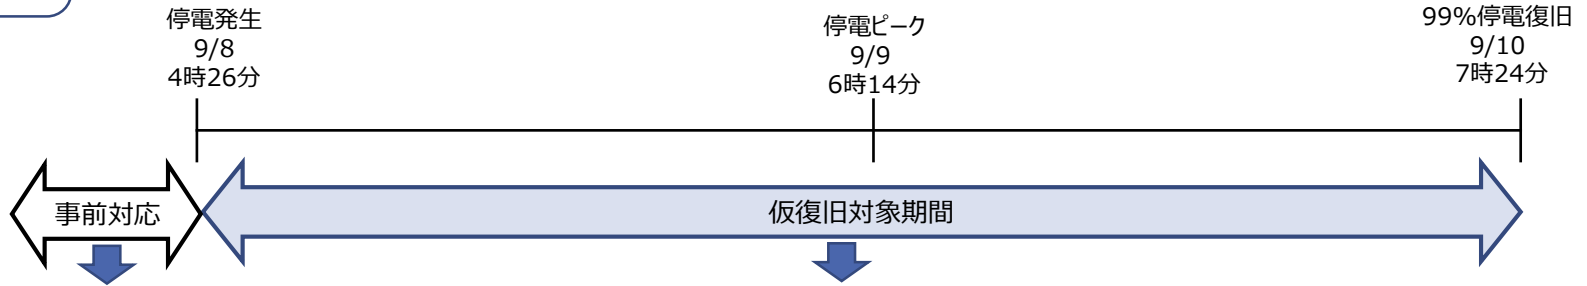 停電発生
9/8
4時26分
停電ピーク
9/9
6時14分
99%停電復旧
9/10
7時24分
事前対応
仮復旧対象期間